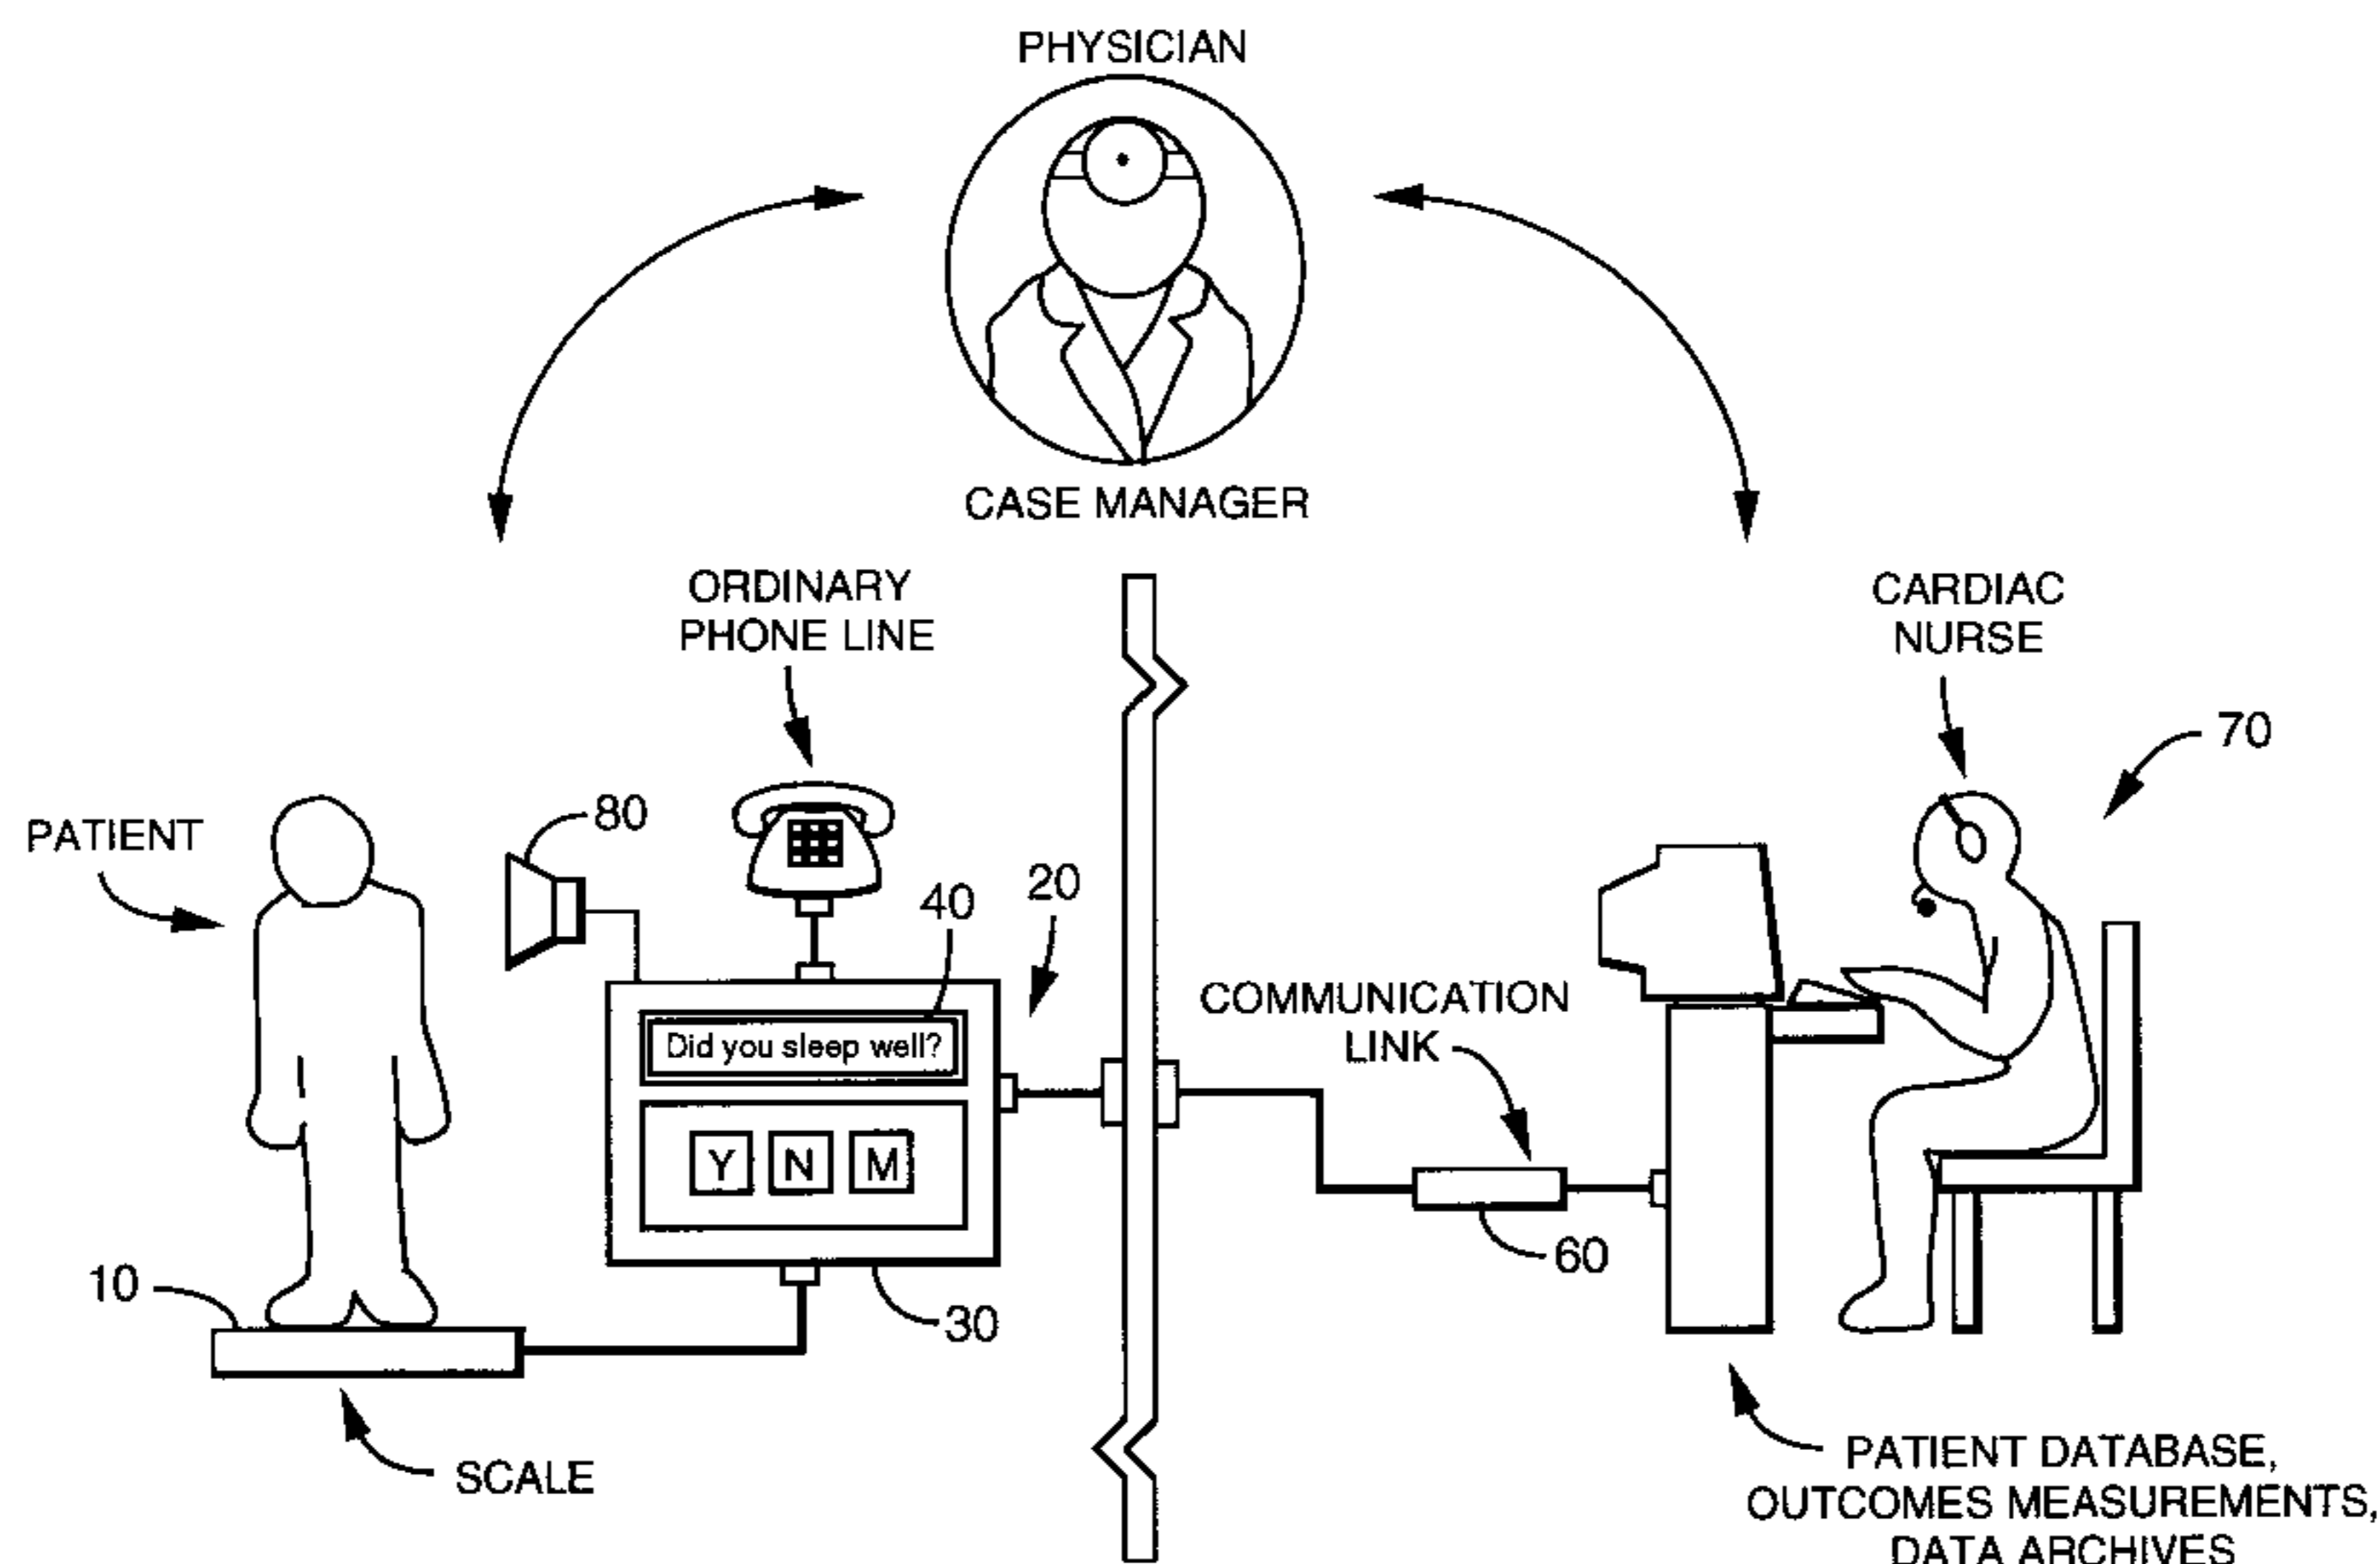 PHYSICIAN
CASE MANAGER
ORDINARY
PHONE LINE
CARDIAC
NURSE
70
PATIENT
80
40
20
Did you sleep well?
COMMUNICATION
LINK
Y N M
60
10
30
SCALE
PATIENT DATABASE,
OUTCOMES MEASUREMENTS,
DATA ARCHIVES